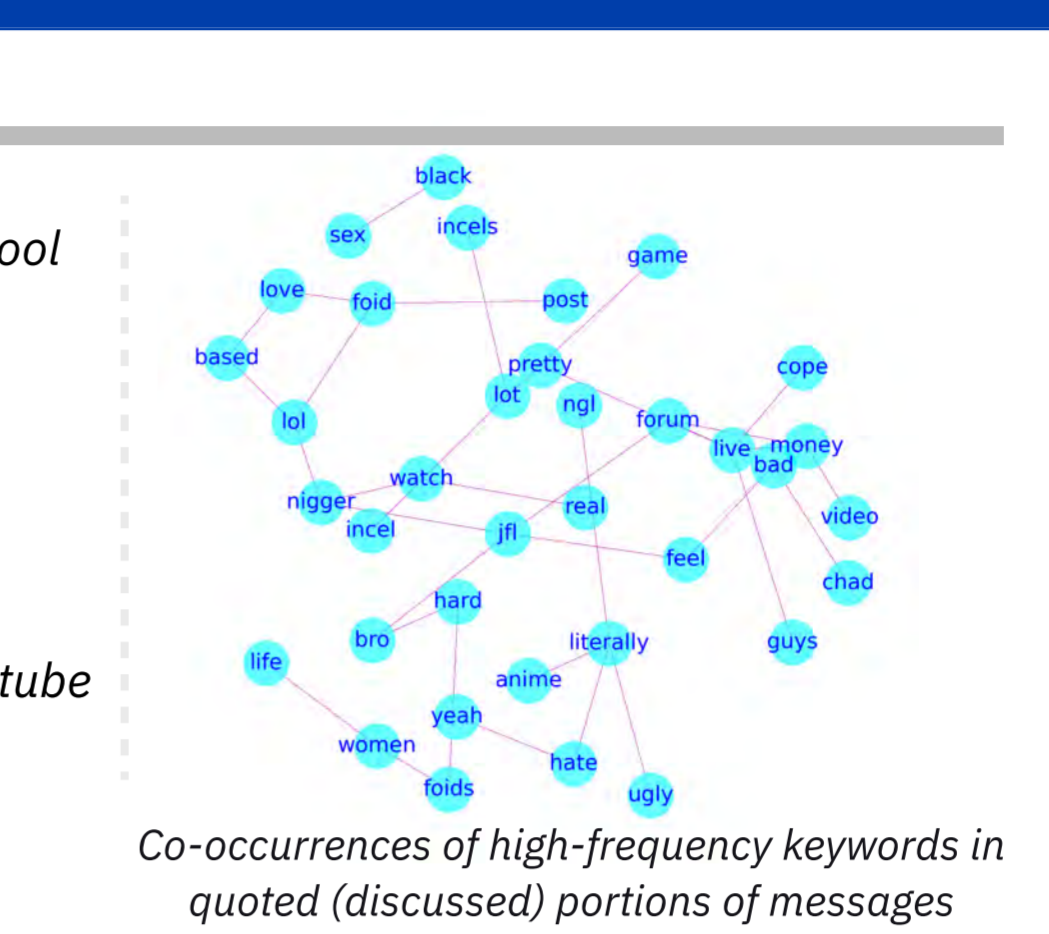 black
incels
sex
ool
game
love
foid
post
based
pretty
cope
lot
ngl
lol
forum
live
money
bad
watch
nigger
real
video
incel
jfl
feel
chad
hard
bro
literally
guys
life
tube
anime
yeah
women
hate
foids
ugly
Co-occurrences of high-frequency keywords in
quoted (discussed) portions of messages